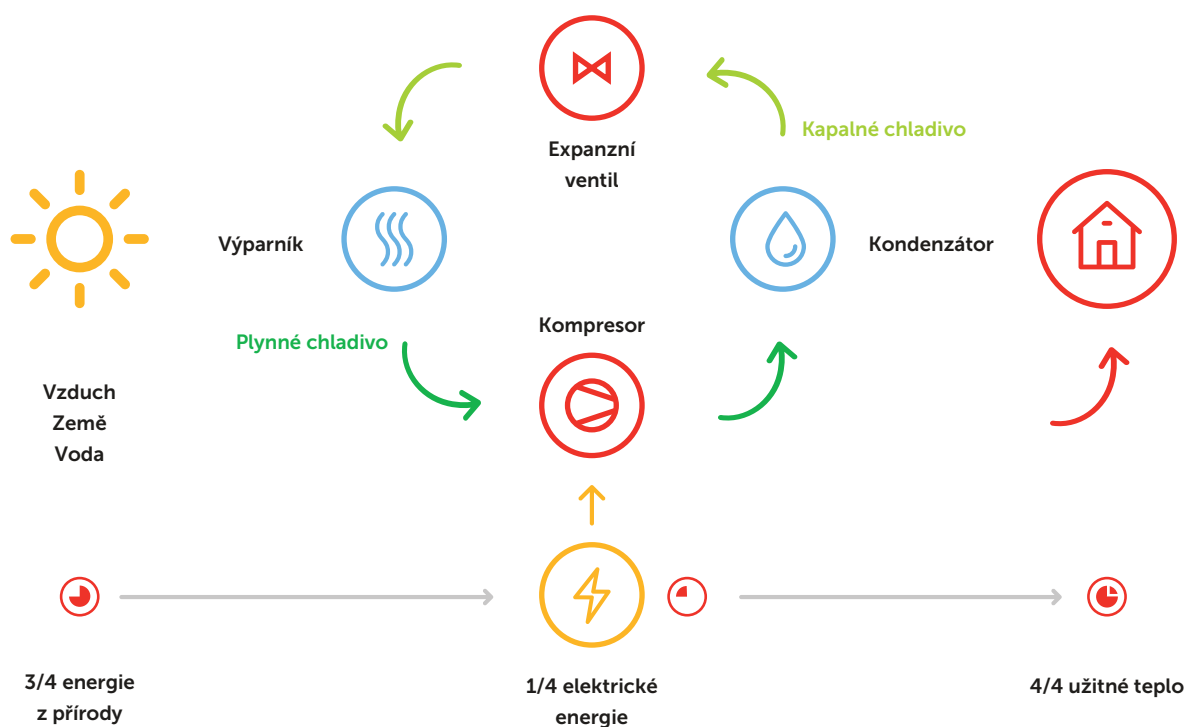 Expanzní
ventil
Kapalné chladivo
Výparník
Kondenzátor
Plynné chladivo
Kompresor
Vzduch
Země
Voda
3/4 energie
z přírody
1/4 elektrické
energie
4/4 užitné teplo